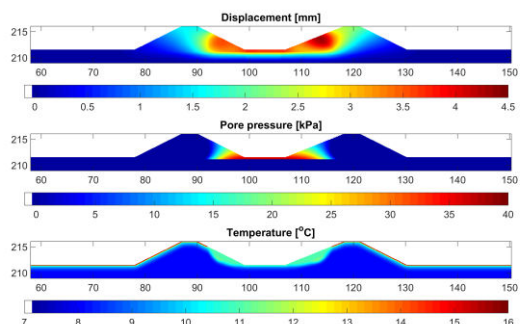 Displacement [mm]
215
210
60 70 80 90 100 110 120 130 140 150
0 0.5 1 1.5 2 2.5 3 3.5 4 4.5
Pore pressure [kPa]
215
210
60 70 80 90 100 110 120 130 140 150
0 5 10 15 20 25 30 35 40
Temperature [°C]
215
210
60 70 80 90 100 110 120 130 140 150
7 8 9 10 11 12 13 14 15 16